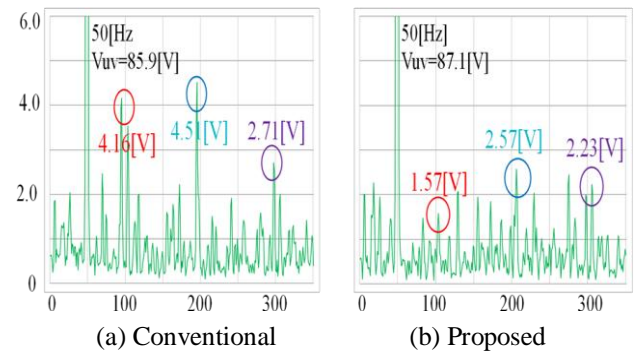 6.0
4.0
2.0
0
50[Hz
Vuv=85.9[V]
4.16[V]
4.51[V]
2.71[V]
0
100
200
300
(a) Conventional
50[Hz]
Vuv=87.1[V]
1.57[V]
2.57[V]
2.23[V]
0
100
200
300
(b) Proposed